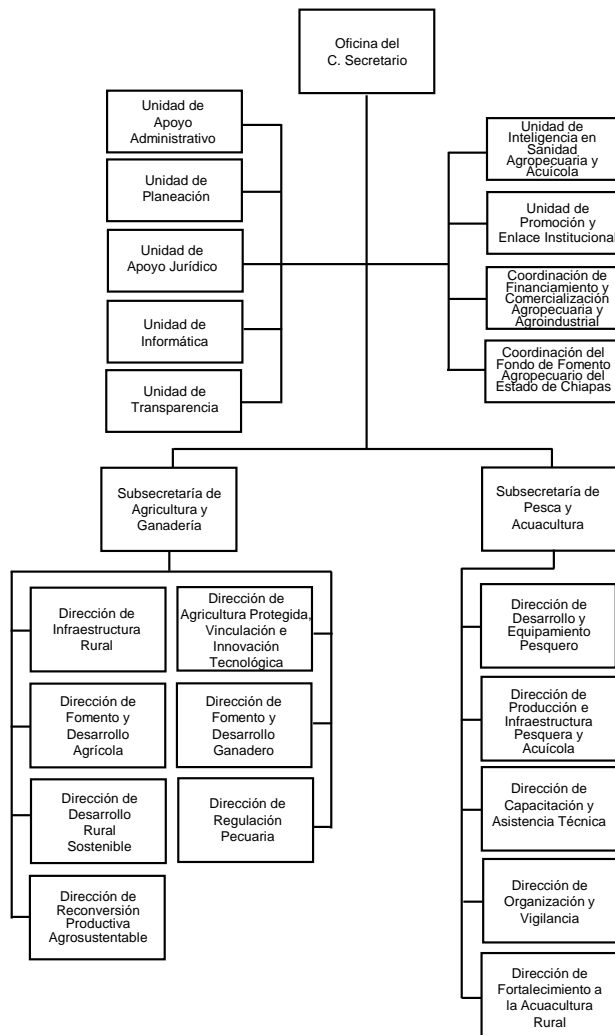 Oficina del
C. Secretario
Unidad de
Apoyo
Administrativo
Unidad de
Planeación
Unidad de
Apoyo Jurídico
Unidad de
Informática
Unidad de
Transparencia
Unidad de
Inteligencia en
Sanidad
Agropecuaria y
Acuícola
Unidad de
Promoción y
Enlace Institucional
Coordinación de
Financiamiento y
Comercialización
Agropecuaria y
Agroindustrial
Coordinación del
Fondo de Fomento
Agropecuario del
Estado de Chiapas
Subsecretaría de
Agricultura y
Ganadería
Dirección de
Infraestructura
Rural
Dirección de
Fomento y
Desarrollo
Agrícola
Dirección de
Desarrollo
Rural
Sostenible
Dirección de
Reconversión
Productiva
Agrosustentable
Dirección de
Agricultura Protegida,
Vinculación e
Innovación
Tecnológica
Dirección de
Fomento y
Desarrollo
Ganadero
Dirección de
Regulación
Pecuaria
Subsecretaría de
Pesca y
Acuacultura
Dirección de
Desarrollo y
Equipamiento
Pesquero
Dirección de
Producción e
Infraestructura
Pesquera y
Acuícola
Dirección de
Capacitación y
Asistencia Técnica
Dirección de
Organización y
Vigilancia
Dirección de
Fortalecimiento a
la Acuacultura
Rural